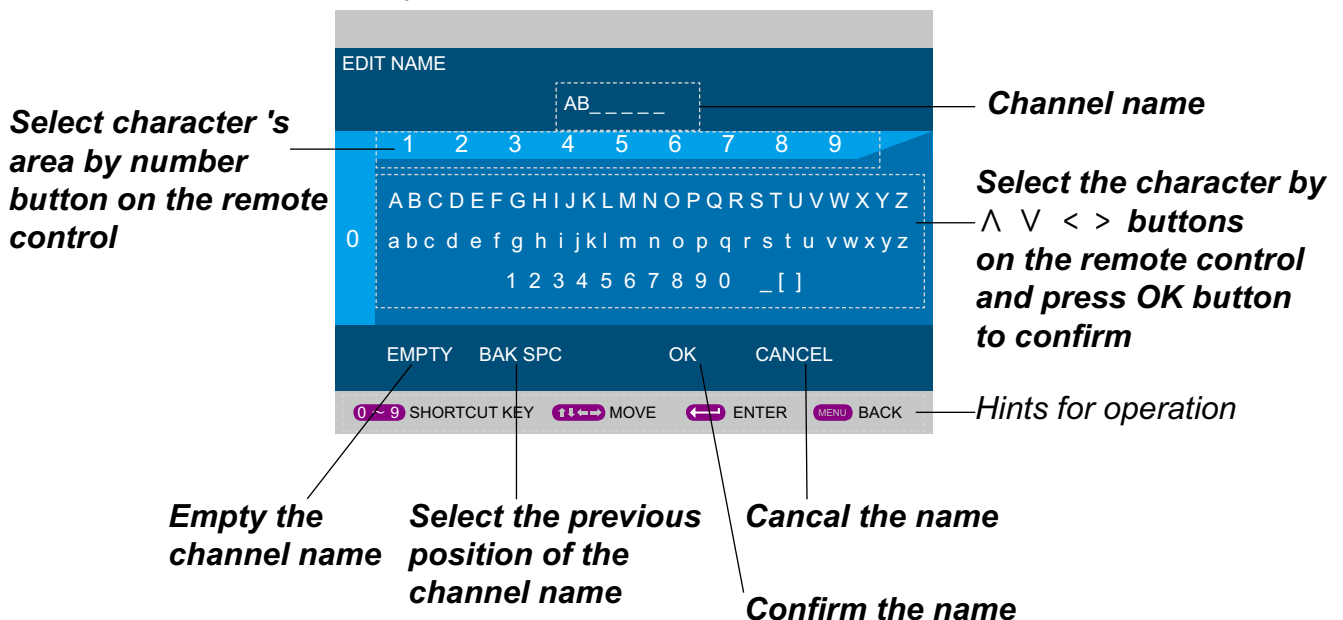 EDIT NAME
AB_ _ _ _ _
Channel name
Select character 's
area by number
button on the remote
control
1 2 3 4 5 6 7 8 9
0
A B C D E F G H I J K L M N O P Q R S T U V W X Y Z
a b c d e f g h i j k l m n o p q r s t u v w x y z
1 2 3 4 5 6 7 8 9 0 _ [ ]
Select the character by
∧ ∨ < > buttons
on the remote control
and press OK button
to confirm
EMPTY BAK SPC OK CANCEL
0 ~ 9 SHORTCUT KEY MOVE ENTER MENU BACK
Hints for operation
Empty the
channel name
Select the previous
position of the
channel name
Cancal the name
Confirm the name